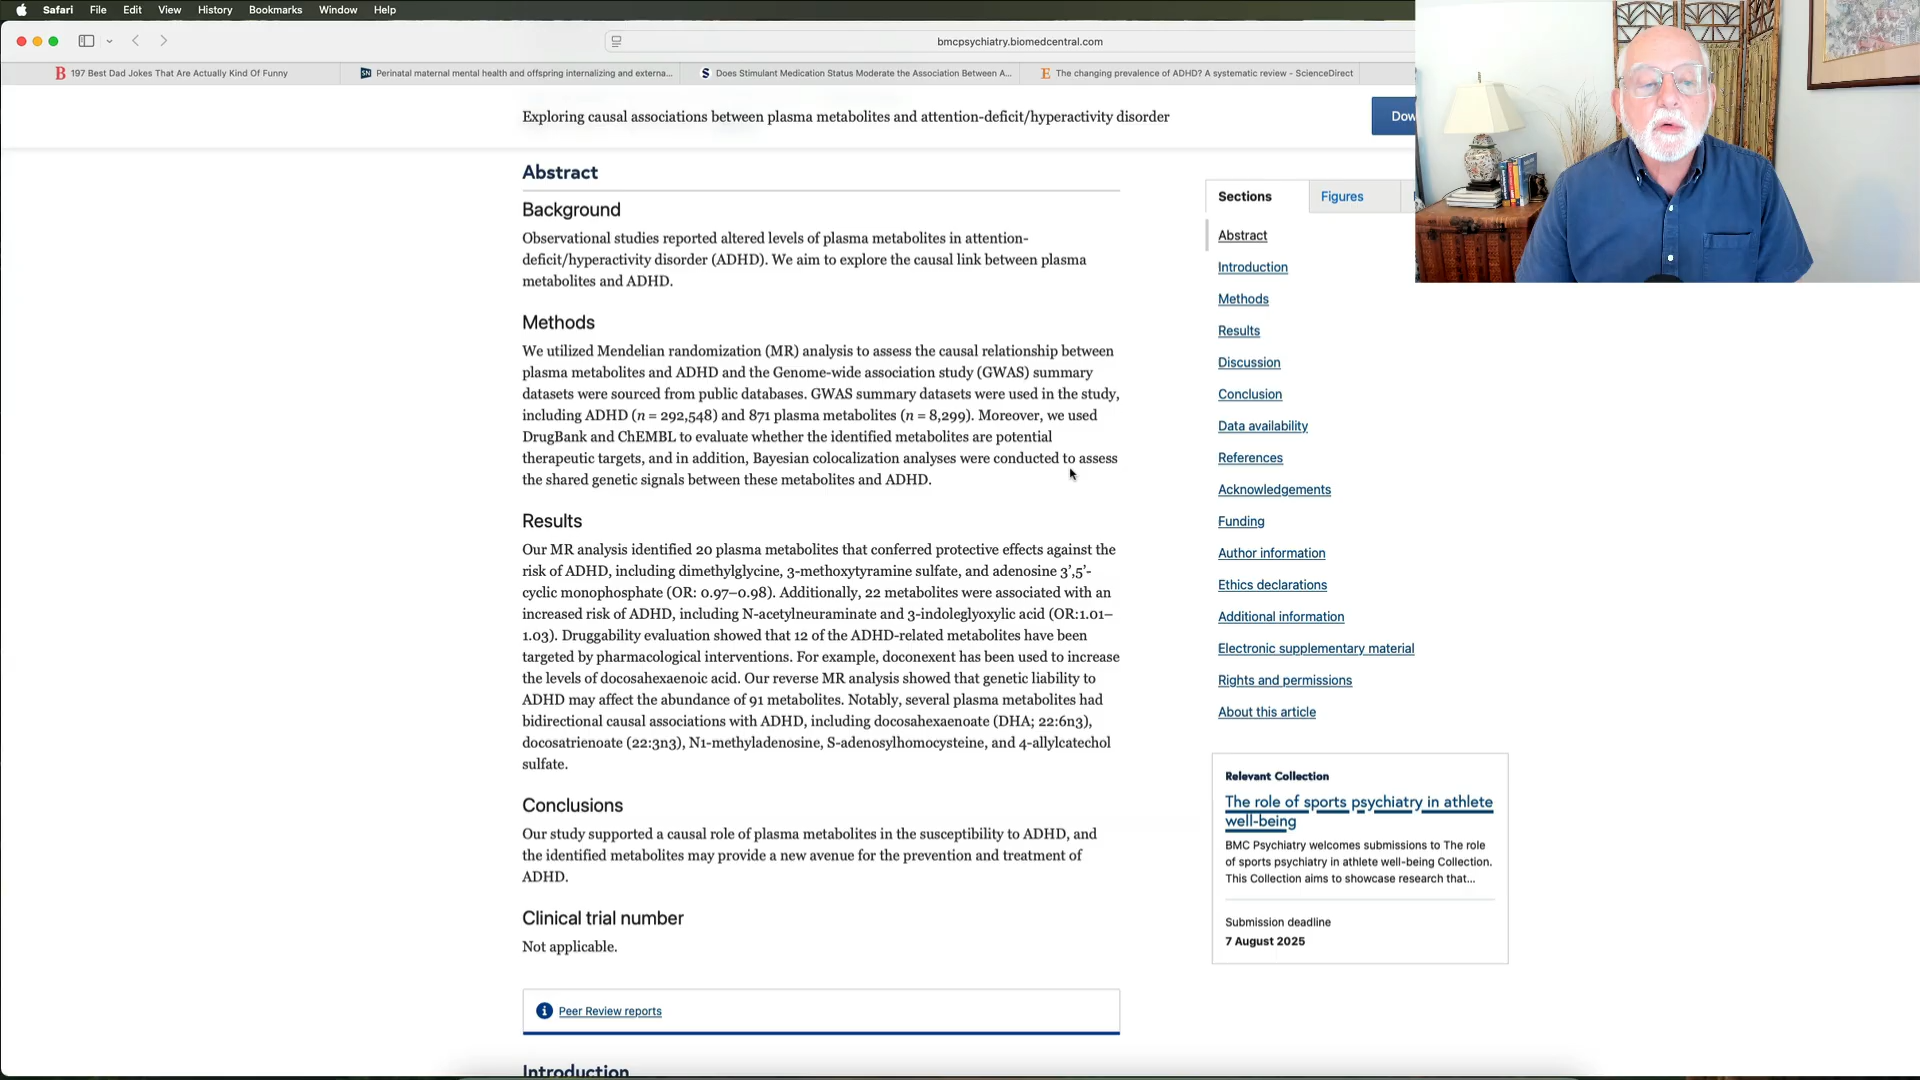 Safari File Edit View History Bookmarks Window Help
bmcpsychiatry.biomedcentral.com
197 Best Dad Jokes That Are Actually Kind Of Funny
Perinatal maternal mental health and offspring internalizing and externa...
Does Stimulant Medication Status Moderate the Association Between A...
The changing prevalence of ADHD? A systematic review - ScienceDirect
Exploring causal associations between plasma metabolites and attention-deficit/hyperactivity disorder
Dow
Abstract
Background
Observational studies reported altered levels of plasma metabolites in attention-
deficit/hyperactivity disorder (ADHD). We aim to explore the causal link between plasma
metabolites and ADHD.
Methods
We utilized Mendelian randomization (MR) analysis to assess the causal relationship between
plasma metabolites and ADHD and the Genome-wide association study (GWAS) summary
datasets were sourced from public databases. GWAS summary datasets were used in the study,
including ADHD (n = 292,548) and 871 plasma metabolites (n = 8,299). Moreover, we used
DrugBank and ChEMBL to evaluate whether the identified metabolites are potential
therapeutic targets, and in addition, Bayesian colocalization analyses were conducted to assess
the shared genetic signals between these metabolites and ADHD.
Results
Our MR analysis identified 20 plasma metabolites that conferred protective effects against the
risk of ADHD, including dimethylglycine, 3-methoxytyramine sulfate, and adenosine 3’,5’-
cyclic monophosphate (OR: 0.97–0.98). Additionally, 22 metabolites were associated with an
increased risk of ADHD, including N-acetylneuraminate and 3-indoleglyoxylic acid (OR:1.01–
1.03). Druggability evaluation showed that 12 of the ADHD-related metabolites have been
targeted by pharmacological interventions. For example, doconexent has been used to increase
the levels of docosahexaenoic acid. Our reverse MR analysis showed that genetic liability to
ADHD may affect the abundance of 91 metabolites. Notably, several plasma metabolites had
bidirectional causal associations with ADHD, including docosahexaenoate (DHA; 22:6n3),
docosatrienoate (22:3n3), N1-methyladenosine, S-adenosylhomocysteine, and 4-allylcatechol
sulfate.
Conclusions
Our study supported a causal role of plasma metabolites in the susceptibility to ADHD, and
the identified metabolites may provide a new avenue for the prevention and treatment of
ADHD.
Clinical trial number
Not applicable.
Peer Review reports
Introduction
Sections
Figures
Abstract
Introduction
Methods
Results
Discussion
Conclusion
Data availability
References
Acknowledgements
Funding
Author information
Ethics declarations
Additional information
Electronic supplementary material
Rights and permissions
About this article
Relevant Collection
The role of sports psychiatry in athlete
well-being
BMC Psychiatry welcomes submissions to The role
of sports psychiatry in athlete well-being Collection.
This Collection aims to showcase research that...
Submission deadline
7 August 2025